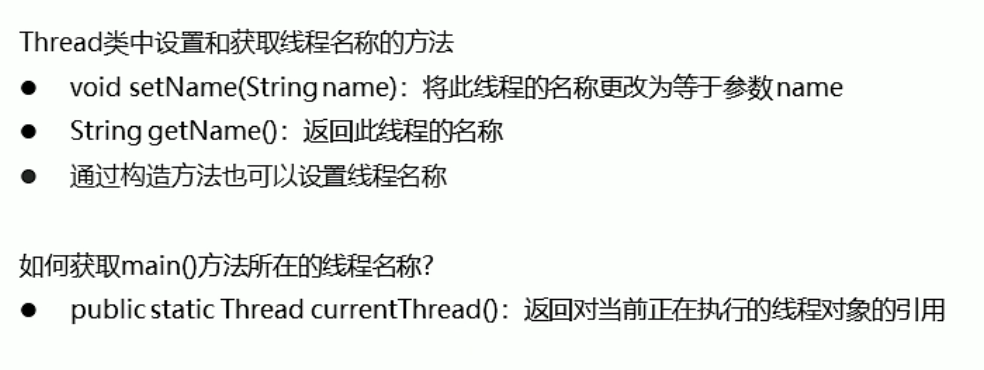 Thread类中设置和获取线程名称的方法
● void setName(String name)：将此线程的名称更改为等于参数name
● String getName()：返回此线程的名称
● 通过构造方法也可以设置线程名称
如何获取main()方法所在的线程名称?
● public static Thread currentThread()：返回对当前正在执行的线程对象的引用